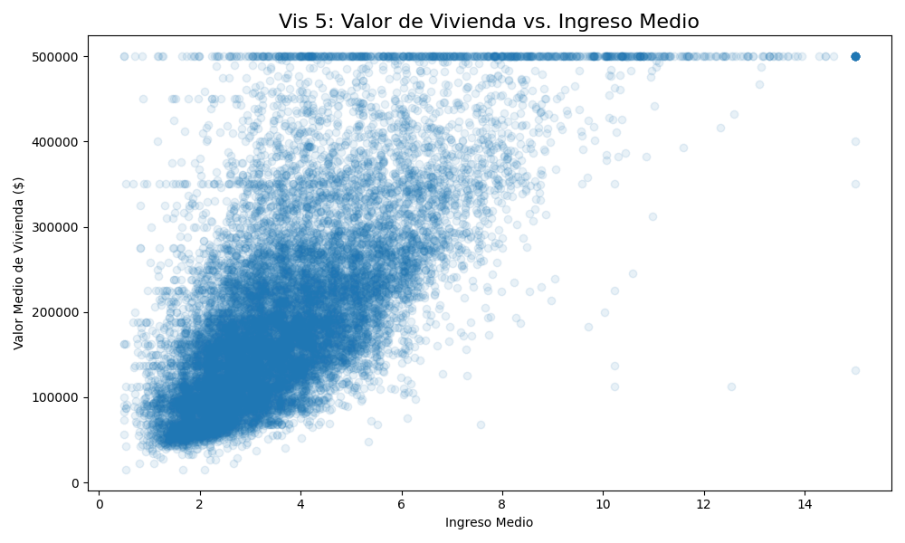 Vis 5: Valor de Vivienda vs. Ingreso Medio
Valor Medio de Vivienda ($)
500000
400000
300000
200000
100000
0
0 2 4 6 8 10 12 14
Ingreso Medio